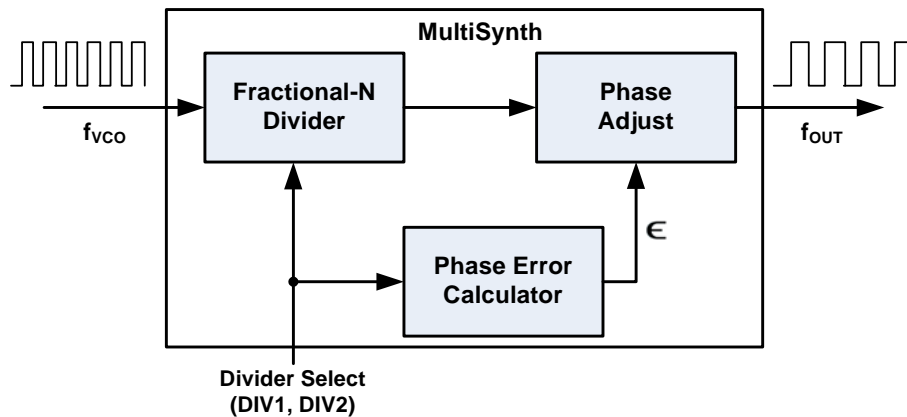 MultiSynth
Fractional-N
Divider
Phase
Adjust
fVCO
fOUT
ϵ
Phase Error
Calculator
Divider Select
(DIV1, DIV2)